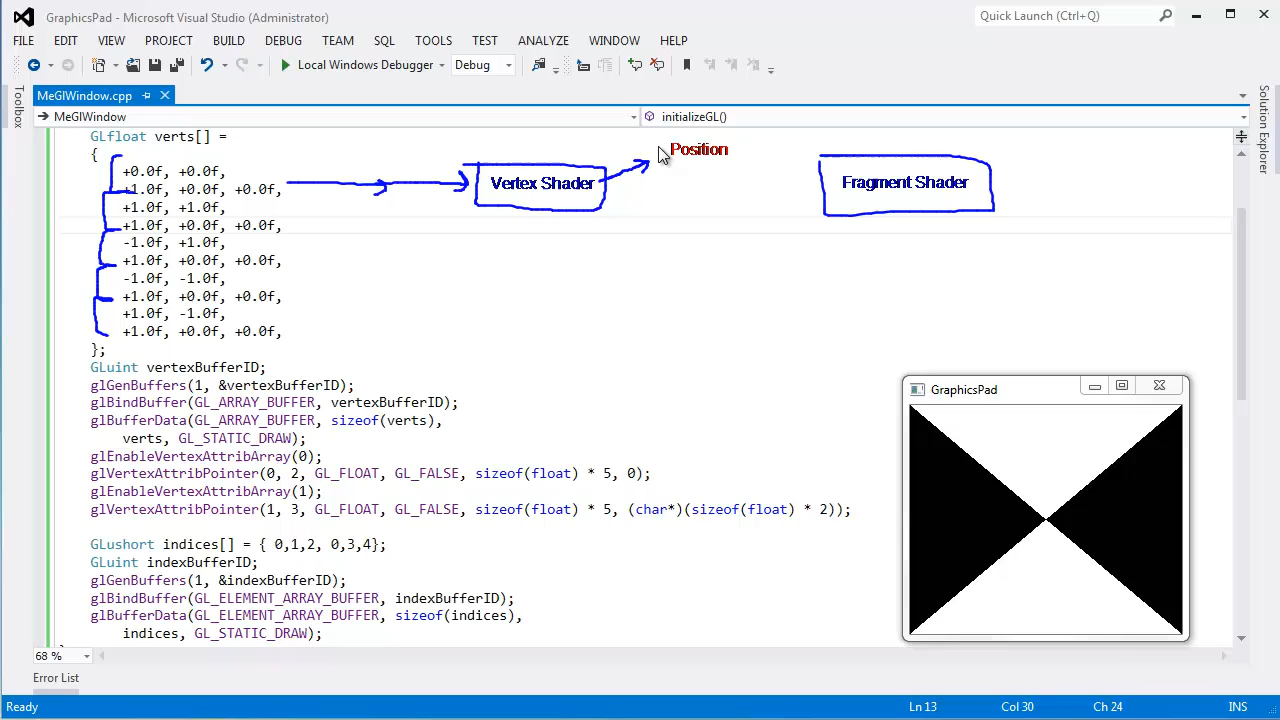 GraphicsPad - Microsoft Visual Studio (Administrator)
Quick Launch (Ctrl+Q)
FILE EDIT VIEW PROJECT BUILD DEBUG TEAM SQL TOOLS TEST ANALYZE WINDOW HELP
Local Windows Debugger Debug
Toolbox
MeGlWindow.cpp
Solution Explorer
MeGlWindow initializeGL()
GLfloat verts[] =
{
+0.0f, +0.0f,
+1.0f, +0.0f, +0.0f,
+1.0f, +1.0f,
+1.0f, +0.0f, +0.0f,
-1.0f, +1.0f,
+1.0f, +0.0f, +0.0f,
-1.0f, -1.0f,
+1.0f, +0.0f, +0.0f,
+1.0f, -1.0f,
+1.0f, +0.0f, +0.0f,
};
Vertex Shader
Position
Fragment Shader
GLuint vertexBufferID;
glGenBuffers(1, &vertexBufferID);
glBindBuffer(GL_ARRAY_BUFFER, vertexBufferID);
glBufferData(GL_ARRAY_BUFFER, sizeof(verts),
verts, GL_STATIC_DRAW);
glEnableVertexAttribArray(0);
glVertexAttribPointer(0, 2, GL_FLOAT, GL_FALSE, sizeof(float) * 5, 0);
glEnableVertexAttribArray(1);
glVertexAttribPointer(1, 3, GL_FLOAT, GL_FALSE, sizeof(float) * 5, (char*)(sizeof(float) * 2));
GLushort indices[] = { 0,1,2, 0,3,4};
GLuint indexBufferID;
glGenBuffers(1, &indexBufferID);
glBindBuffer(GL_ELEMENT_ARRAY_BUFFER, indexBufferID);
glBufferData(GL_ELEMENT_ARRAY_BUFFER, sizeof(indices),
indices, GL_STATIC_DRAW);
GraphicsPad
68 %
Error List
Ready Ln 13 Col 30 Ch 24 INS